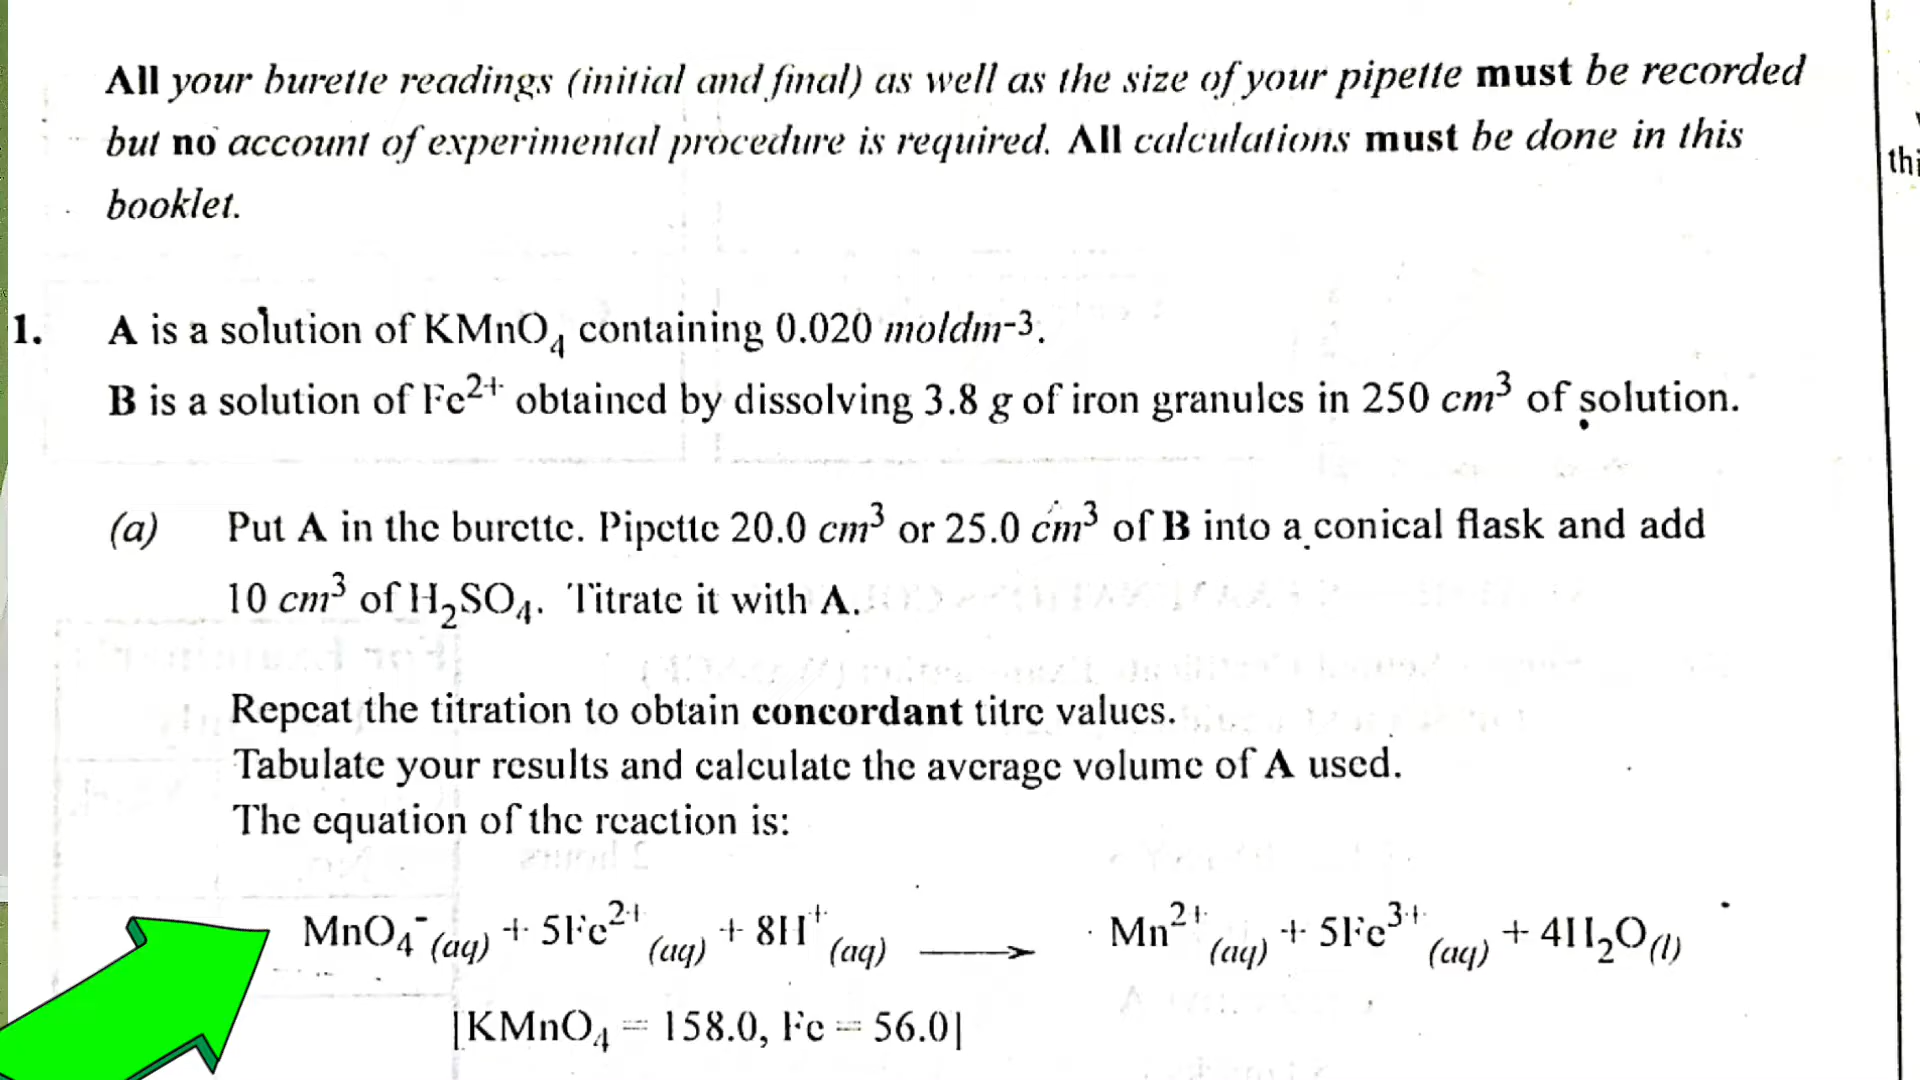 All your burette readings (initial and final) as well as the size of your pipette must be recorded
but no account of experimental procedure is required. All calculations must be done in this
booklet.
1. A is a solution of KMnO₄ containing 0.020 moldm⁻³.
B is a solution of Fe²⁺ obtained by dissolving 3.8 g of iron granules in 250 cm³ of solution.
(a) Put A in the burette. Pipette 20.0 cm³ or 25.0 cm³ of B into a conical flask and add
10 cm³ of H₂SO₄. Titrate it with A.
Repeat the titration to obtain concordant titre values.
Tabulate your results and calculate the average volume of A used.
The equation of the reaction is:
MnO₄⁻(aq) + 5Fe²⁺(aq) + 8H⁺(aq) ⟶ Mn²⁺(aq) + 5Fe³⁺(aq) + 4H₂O(l)
[KMnO₄ = 158.0, Fe = 56.0]